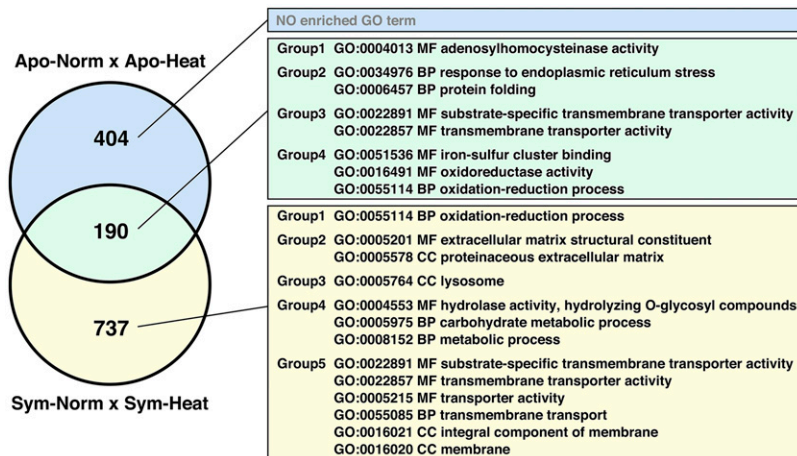 NO enriched GO term
Apo-Norm x Apo-Heat
404
190
737
Sym-Norm x Sym-Heat
Group1 GO:0004013 MF adenosylhomocysteinase activity
Group2 GO:0034976 BP response to endoplasmic reticulum stress
GO:0006457 BP protein folding
Group3 GO:0022891 MF substrate-specific transmembrane transporter activity
GO:0022857 MF transmembrane transporter activity
Group4 GO:0051536 MF iron-sulfur cluster binding
GO:0016491 MF oxidoreductase activity
GO:0055114 BP oxidation-reduction process
Group1 GO:0055114 BP oxidation-reduction process
Group2 GO:0005201 MF extracellular matrix structural constituent
GO:0005578 CC proteinaceous extracellular matrix
Group3 GO:0005764 CC lysosome
Group4 GO:0004553 MF hydrolase activity, hydrolyzing O-glycosyl compounds
GO:0005975 BP carbohydrate metabolic process
GO:0008152 BP metabolic process
Group5 GO:0022891 MF substrate-specific transmembrane transporter activity
GO:0022857 MF transmembrane transporter activity
GO:0005215 MF transporter activity
GO:0055085 BP transmembrane transport
GO:0016021 CC integral component of membrane
GO:0016020 CC membrane